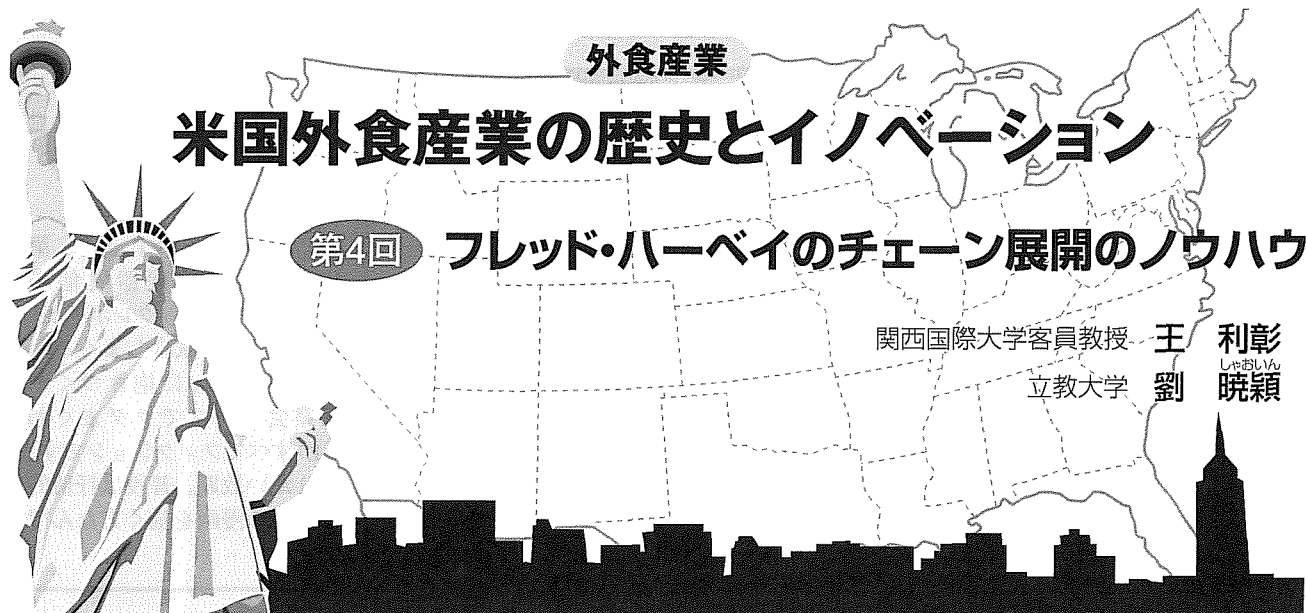 外食産業
米国外食産業の歴史とイノベーション
第4回 フレッド・ハーベイのチェーン展開のノウハウ
関西国際大学客員教授 王 利彰
しゃおいん
立教大学 劉 暁穎